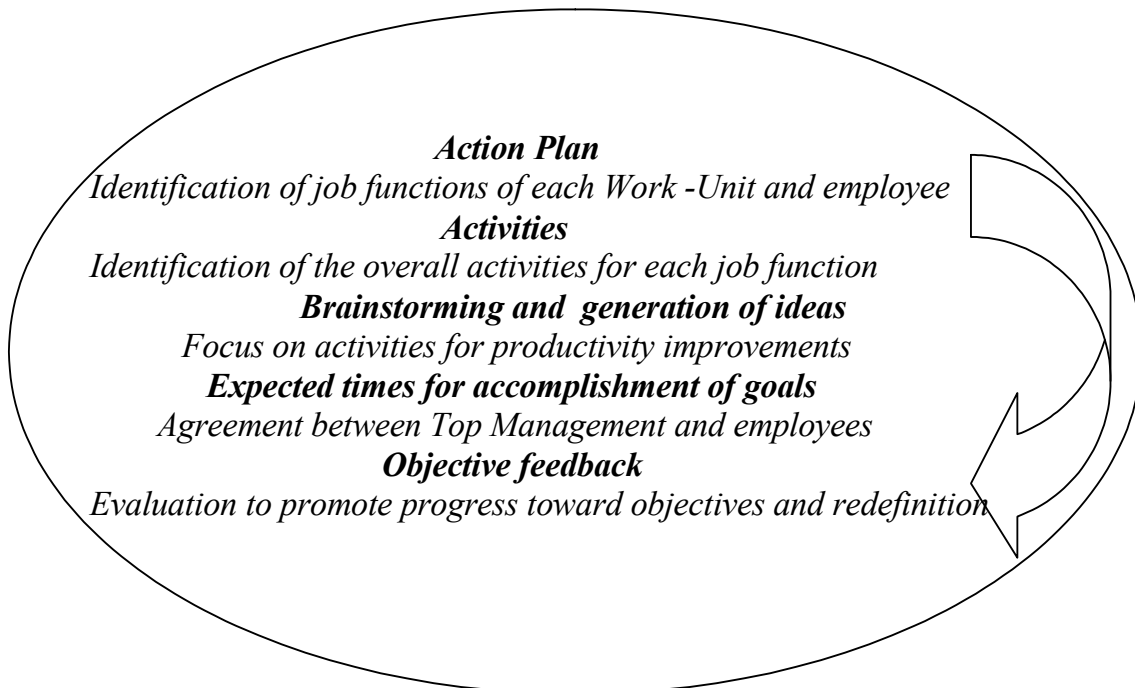 Action Plan
Identification of job functions of each Work -Unit and employee
Activities
Identification of the overall activities for each job function
Brainstorming and  generation of ideas
Focus on activities for productivity improvements
Expected times for accomplishment of goals
Agreement between Top Management and employees
Objective feedback
Evaluation to promote progress toward objectives and redefinition